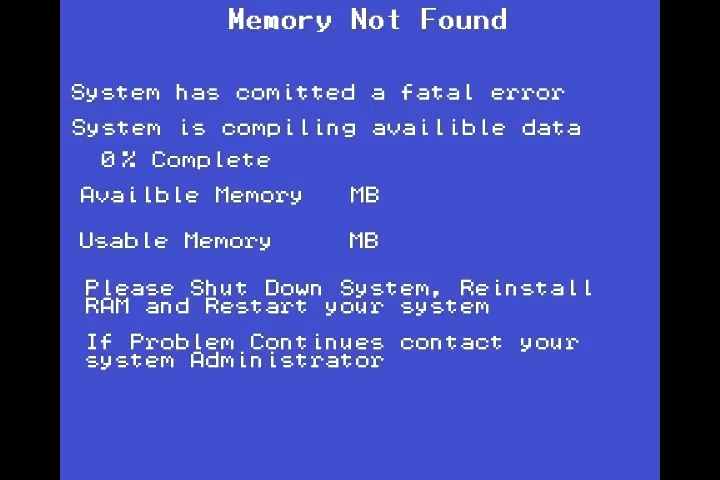 Memory Not Found
System has comitted a fatal error
System is compiling availible data
0% Complete
Availble Memory MB
Usable Memory MB
Please Shut Down System, Reinstall
RAM and Restart your system
If Problem Continues contact your
system Administrator